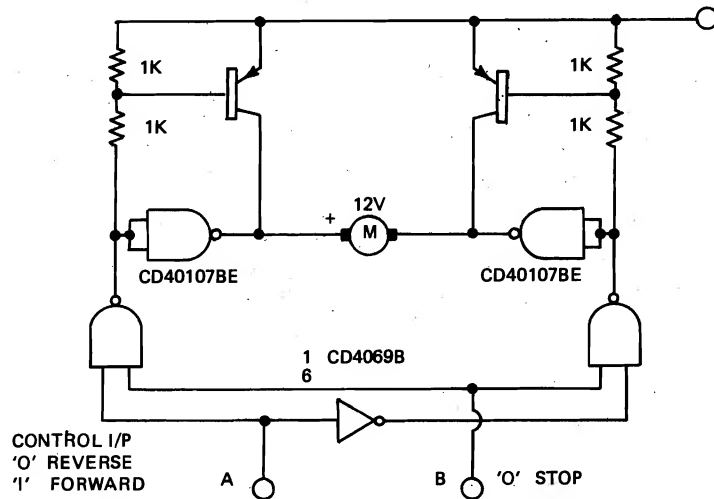 1K
1K
1K
1K
12V
+
M
CD40107BE
CD40107BE
1 CD4069B
6
CONTROL I/P
'O' REVERSE
'I' FORWARD
A
B
'O' STOP